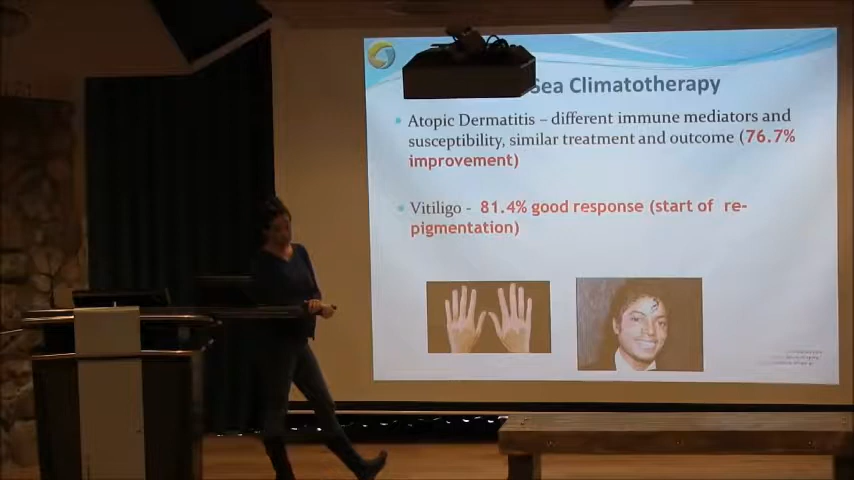 Sea Climatotherapy
Atopic Dermatitis – different immune mediators and
susceptibility, similar treatment and outcome (76.7%
improvement)
Vitiligo - 81.4% good response (start of re-
pigmentation)